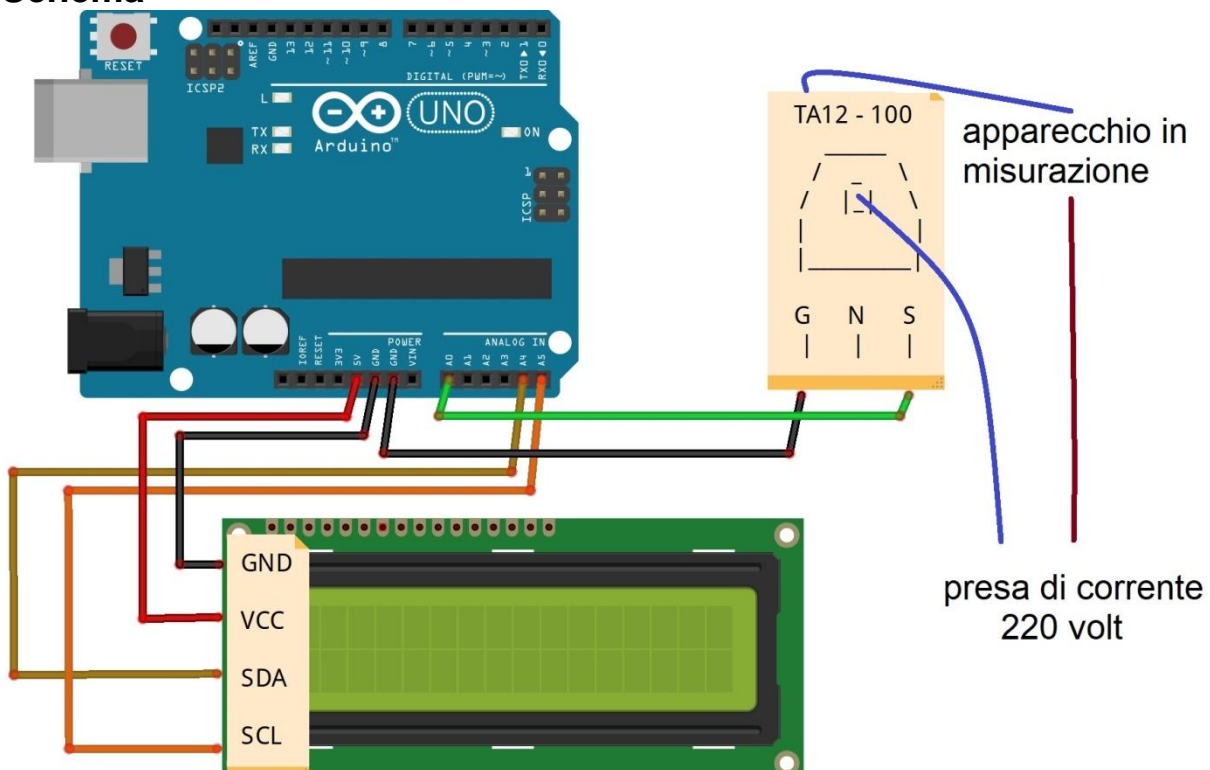 Schema
RESET
ICSP2
AREF
GND
13
12
~11
~10
~9
8
7
~6
~5
4
~3
2
TX0 ▶ 1
RX0 ◀ 0
DIGITAL (PWM=~)
L
TX
RX
Arduino™
UNO
ON
1
ICSP
IOREF
RESET
3V3
5V
GND
GND
VIN
POWER
ANALOG IN
A0
A1
A2
A3
A4
A5
TA12 - 100
G N S
apparecchio in
misurazione
presa di corrente
220 volt
GND
VCC
SDA
SCL